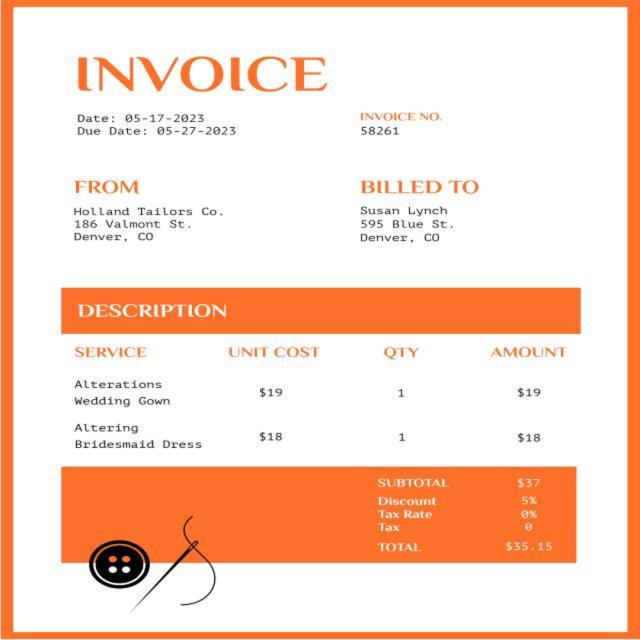 INVOICE
Date: 05-17-2023
Due Date: 05-27-2023
INVOICE NO.
58261
FROM
Holland Tailors Co.
186 Valmont St.
Denver, CO
BILLED TO
Susan Lynch
595 Blue St.
Denver, CO
DESCRIPTION
SERVICE UNIT COST QTY AMOUNT
Alterations
Wedding Gown $19 1 $19
Altering
Bridesmaid Dress $18 1 $18
SUBTOTAL $37
Discount 5%
Tax Rate 0%
Tax 0
TOTAL $35.15